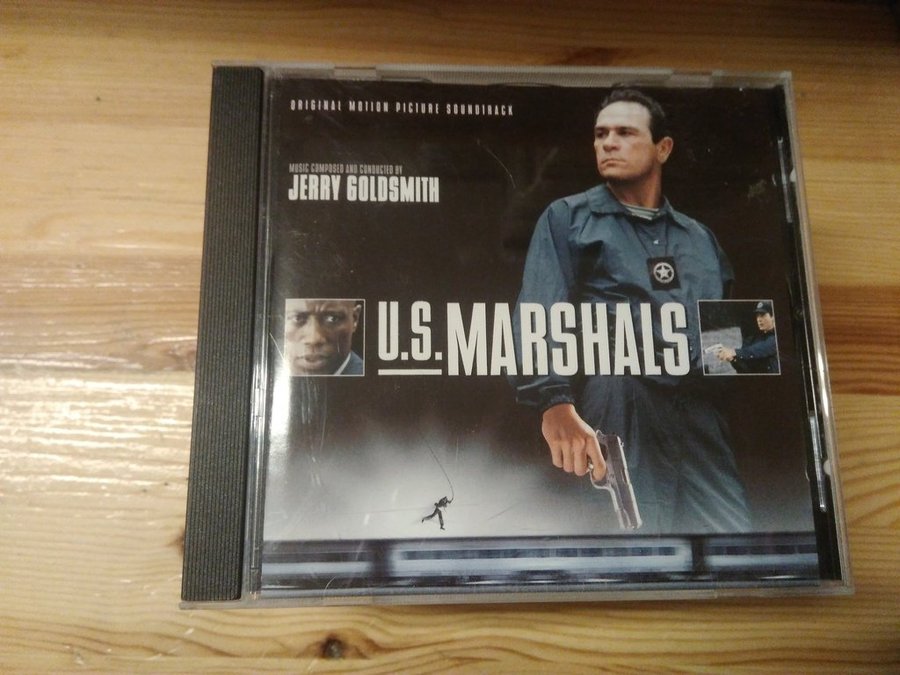 ORIGINAL MOTION PICTURE SOUNDTRACK
MUSIC COMPOSED AND CONDUCTED BY
JERRY GOLDSMITH
U.S. MARSHALS